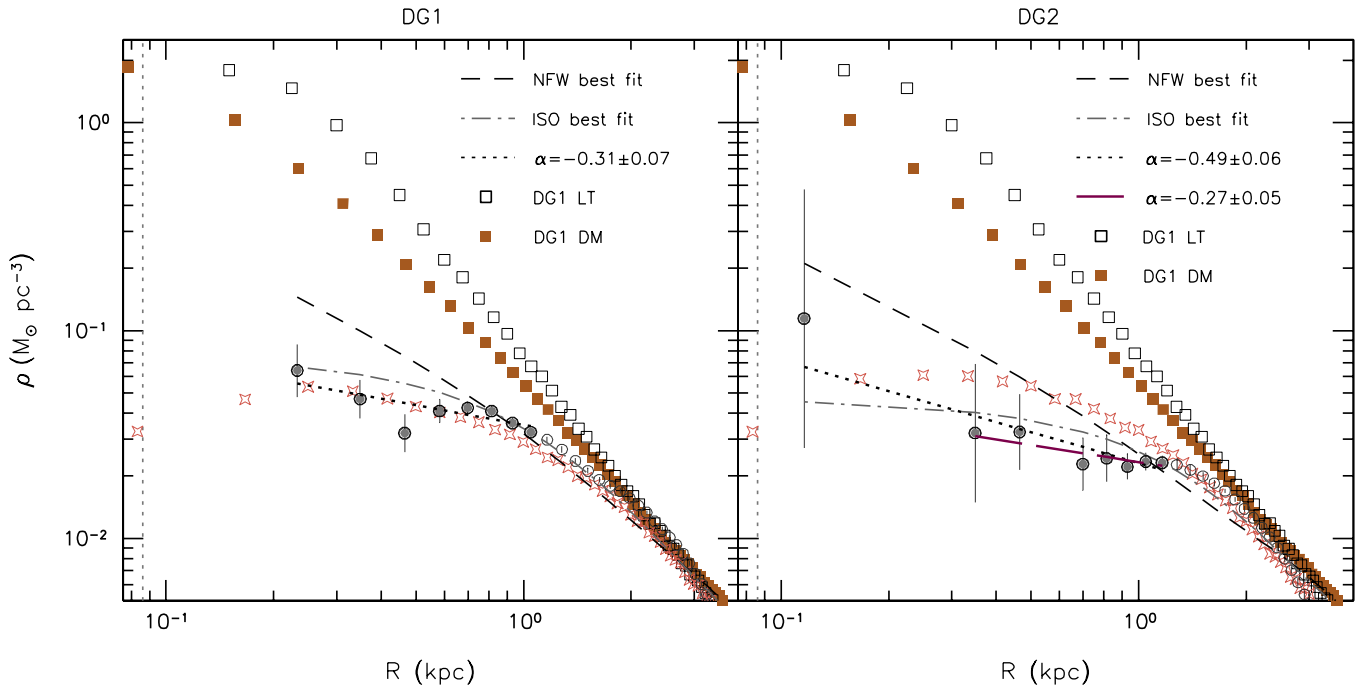 DG1
DG2
NFW best fit
ISO best fit
α=−0.31±0.07
DG1 LT
DG1 DM
NFW best fit
ISO best fit
α=−0.49±0.06
α=−0.27±0.05
DG1 LT
DG1 DM
10⁰
10⁻¹
10⁻²
ρ (M⊙ pc⁻³)
10⁻¹
10⁰
10⁻¹
10⁰
R (kpc)
R (kpc)